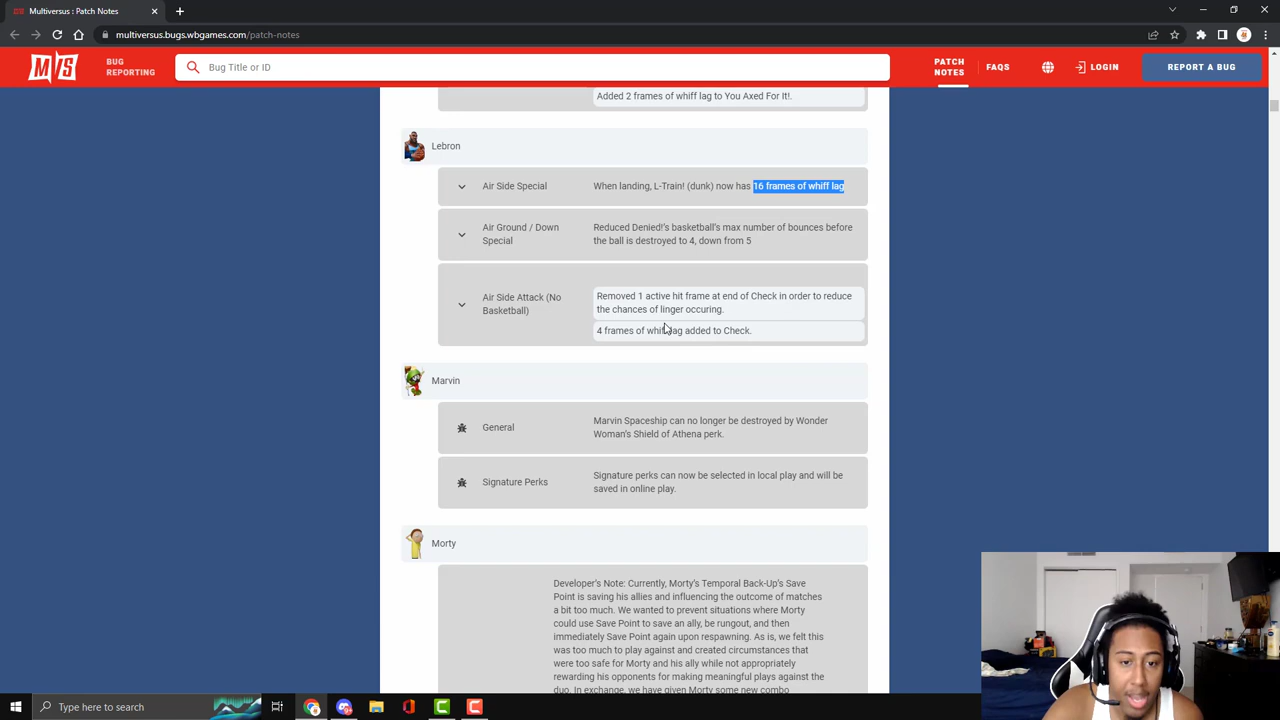 Multiversus: Patch Notes
multiversus.bugs.wbgames.com/patch-notes
M/S
BUG
REPORTING
Bug Title or ID
PATCH
NOTES
FAQS
LOGIN
REPORT A BUG
Added 2 frames of whiff lag to You Axed For It!.
Lebron
Air Side Special
When landing, L-Train! (dunk) now has 16 frames of whiff lag
Air Ground / Down
Special
Reduced Denied!'s basketball's max number of bounces before
the ball is destroyed to 4, down from 5
Air Side Attack (No
Basketball)
Removed 1 active hit frame at end of Check in order to reduce
the chances of linger occuring.
4 frames of whiff lag added to Check.
Marvin
General
Marvin Spaceship can no longer be destroyed by Wonder
Woman's Shield of Athena perk.
Signature Perks
Signature perks can now be selected in local play and will be
saved in online play.
Morty
Developer's Note: Currently, Morty's Temporal Back-Up's Save
Point is saving his allies and influencing the outcome of matches
a bit too much. We wanted to prevent situations where Morty
could use Save Point to save an ally, be rungout, and then
immediately Save Point again upon respawning. As is, we felt this
was too much to play against and created circumstances that
were too safe for Morty and his ally while not appropriately
rewarding his opponents for making meaningful plays against the
duo. In exchange, we have given Morty some new combo
Type here to search